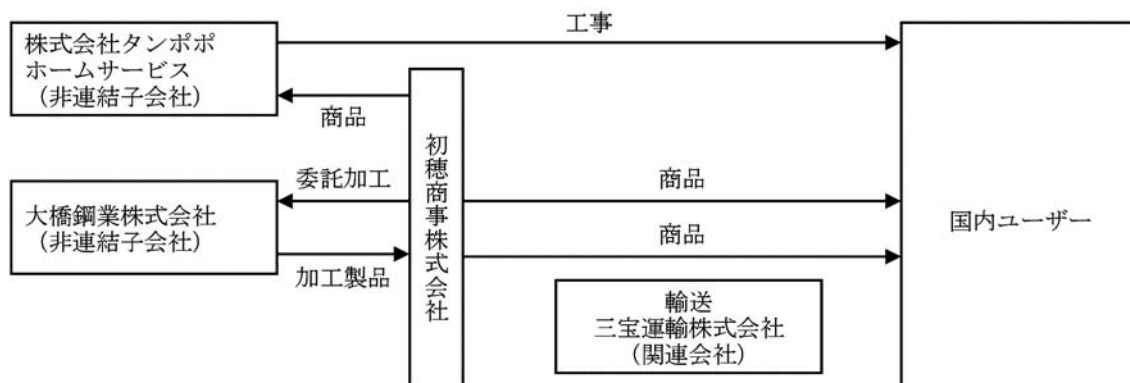 工事
株式会社タンポポ
ホームサービス
（非連結子会社）
商品
初穂商事株式会社
委託加工
商品
大橋鋼業株式会社
（非連結子会社）
商品
加工製品
国内ユーザー
輸送
三宝運輸株式会社
（関連会社）